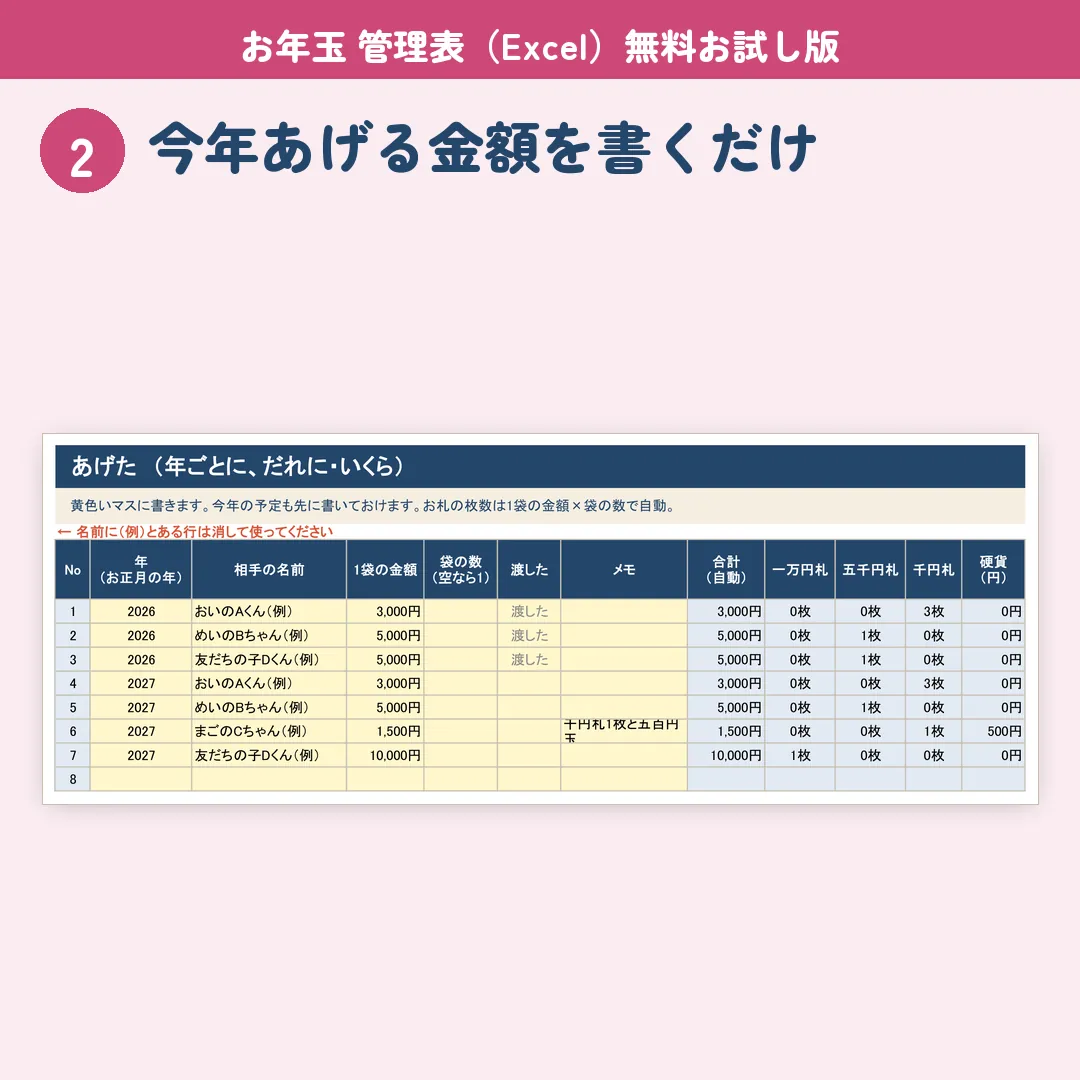 お年玉 管理表（Excel）無料お試し版
2 今年あげる金額を書くだけ
あげた （年ごとに、だれに・いくら）
黄色いマスに書きます。今年の予定も先に書いておけます。お札の枚数は1袋の金額×袋の数で自動。
← 名前に（例）とある行は消して使ってください
No 年（お正月の年） 相手の名前 1袋の金額 袋の数（空なら1） 渡した メモ 合計（自動） 一万円札 五千円札 千円札 硬貨（円）
1 2026 おいのAくん（例） 3,000円 渡した 3,000円 0枚 0枚 3枚 0円
2 2026 めいのBちゃん（例） 5,000円 渡した 5,000円 0枚 1枚 0枚 0円
3 2026 友だちの子Dくん（例） 5,000円 渡した 5,000円 0枚 1枚 0枚 0円
4 2027 おいのAくん（例） 3,000円 3,000円 0枚 0枚 3枚 0円
5 2027 めいのBちゃん（例） 5,000円 5,000円 0枚 1枚 0枚 0円
6 2027 まごのCちゃん（例） 1,500円 千円札1枚と五百円玉 1,500円 0枚 0枚 1枚 500円
7 2027 友だちの子Dくん（例） 10,000円 10,000円 1枚 0枚 0枚 0円
8